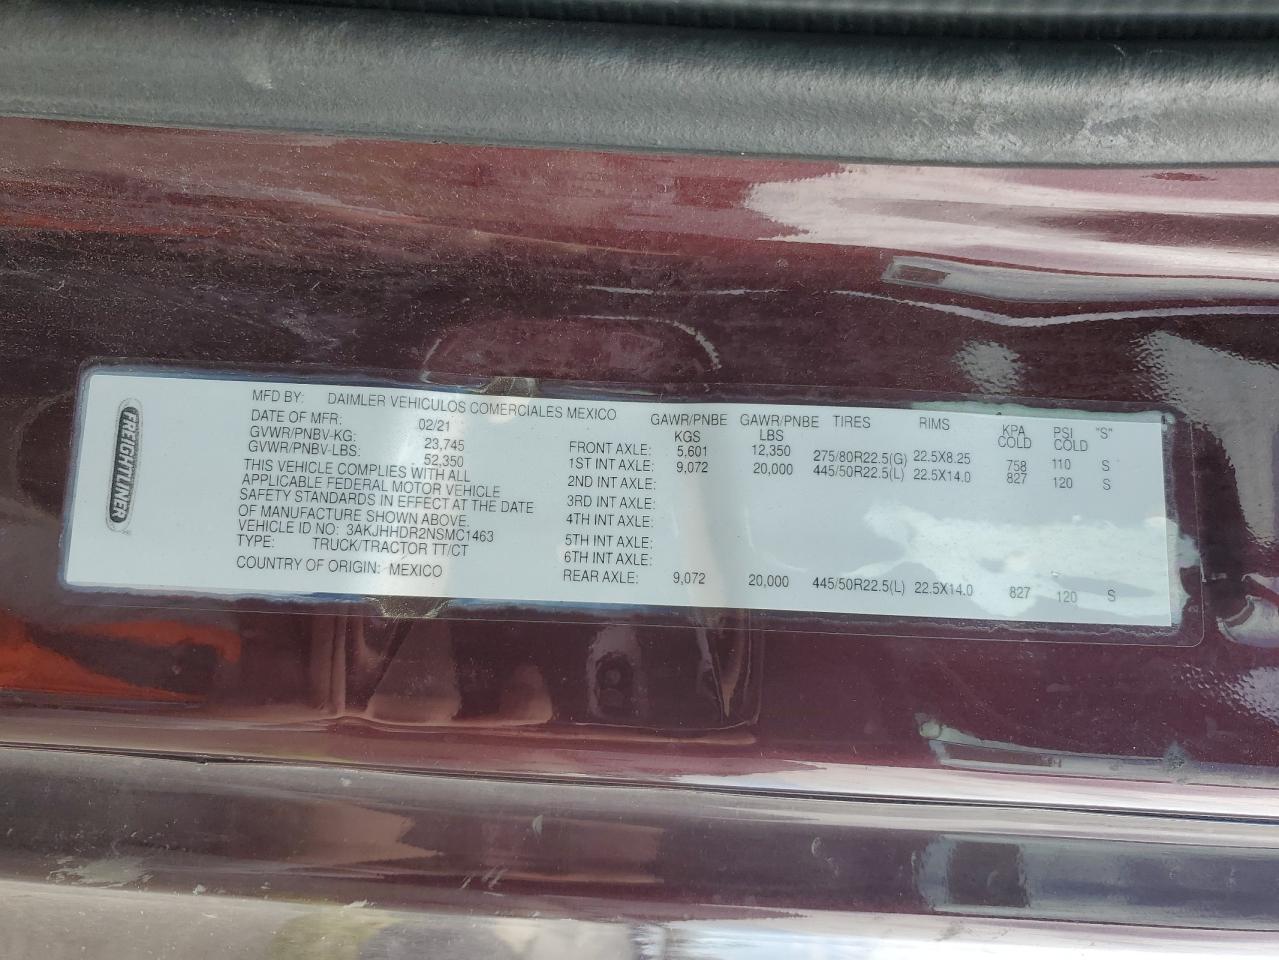 FREIGHTLINER
MFD BY: DAIMLER VEHICULOS COMERCIALES MEXICO
DATE OF MFR: 02/21
GVWR/PNBV-KG: 23,745
GVWR/PNBV-LBS: 52,350
THIS VEHICLE COMPLIES WITH ALL
APPLICABLE FEDERAL MOTOR VEHICLE
SAFETY STANDARDS IN EFFECT AT THE DATE
OF MANUFACTURE SHOWN ABOVE.
VEHICLE ID NO: 3AKJHHDR2NSMC1463
TYPE: TRUCK/TRACTOR TT/CT
COUNTRY OF ORIGIN: MEXICO
GAWR/PNBE KGS GAWR/PNBE LBS TIRES RIMS KPA COLD PSI COLD "S"
FRONT AXLE: 5,601 12,350 275/80R22.5(G) 22.5X8.25 758 110 S
1ST INT AXLE: 9,072 20,000 445/50R22.5(L) 22.5X14.0 827 120 S
2ND INT AXLE:
3RD INT AXLE:
4TH INT AXLE:
5TH INT AXLE:
6TH INT AXLE:
REAR AXLE: 9,072 20,000 445/50R22.5(L) 22.5X14.0 827 120 S